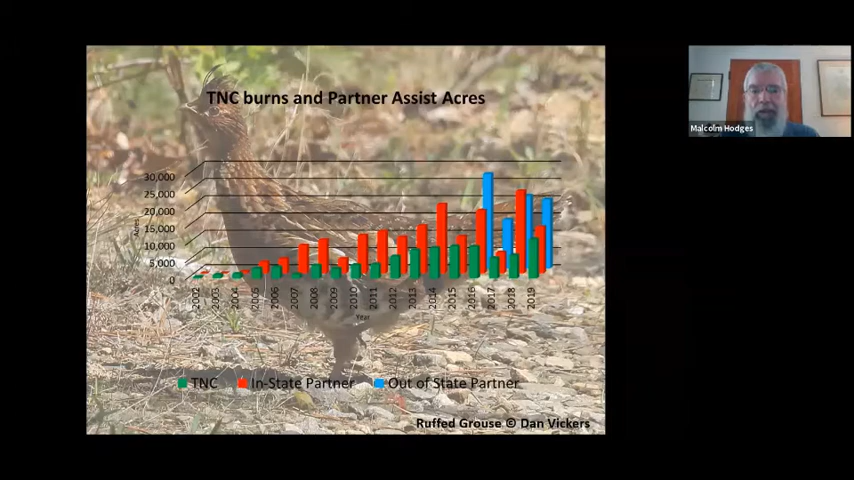 TNC burns and Partner Assist Acres
Malcolm Hodges
30,000
25,000
20,000
15,000
10,000
5,000
0
Acres
2002 2003 2004 2005 2006 2007 2008 2009 2010 2011 2012 2013 2014 2015 2016 2017 2018 2019
Year
TNC In-State Partner Out of State Partner
Ruffed Grouse © Dan Vickers